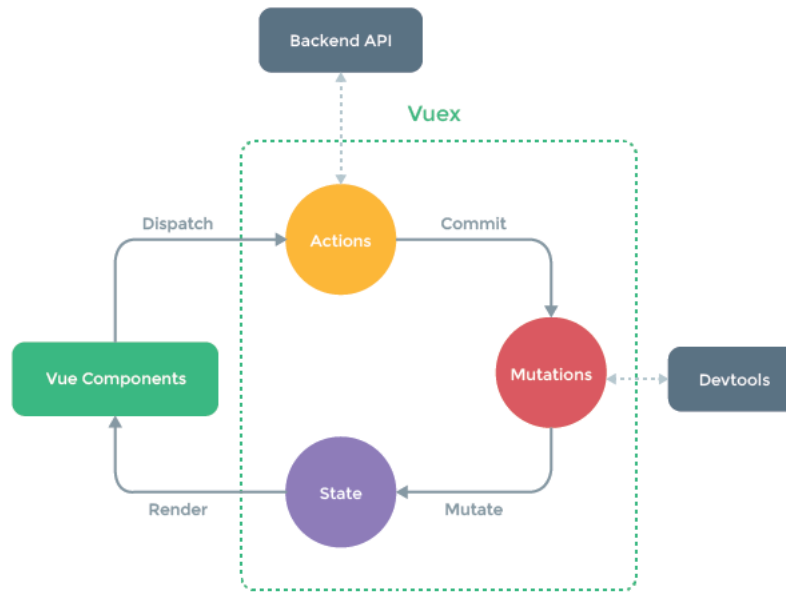 Backend API
Vuex
Dispatch
Actions
Commit
Vue Components
Mutations
Devtools
State
Render
Mutate